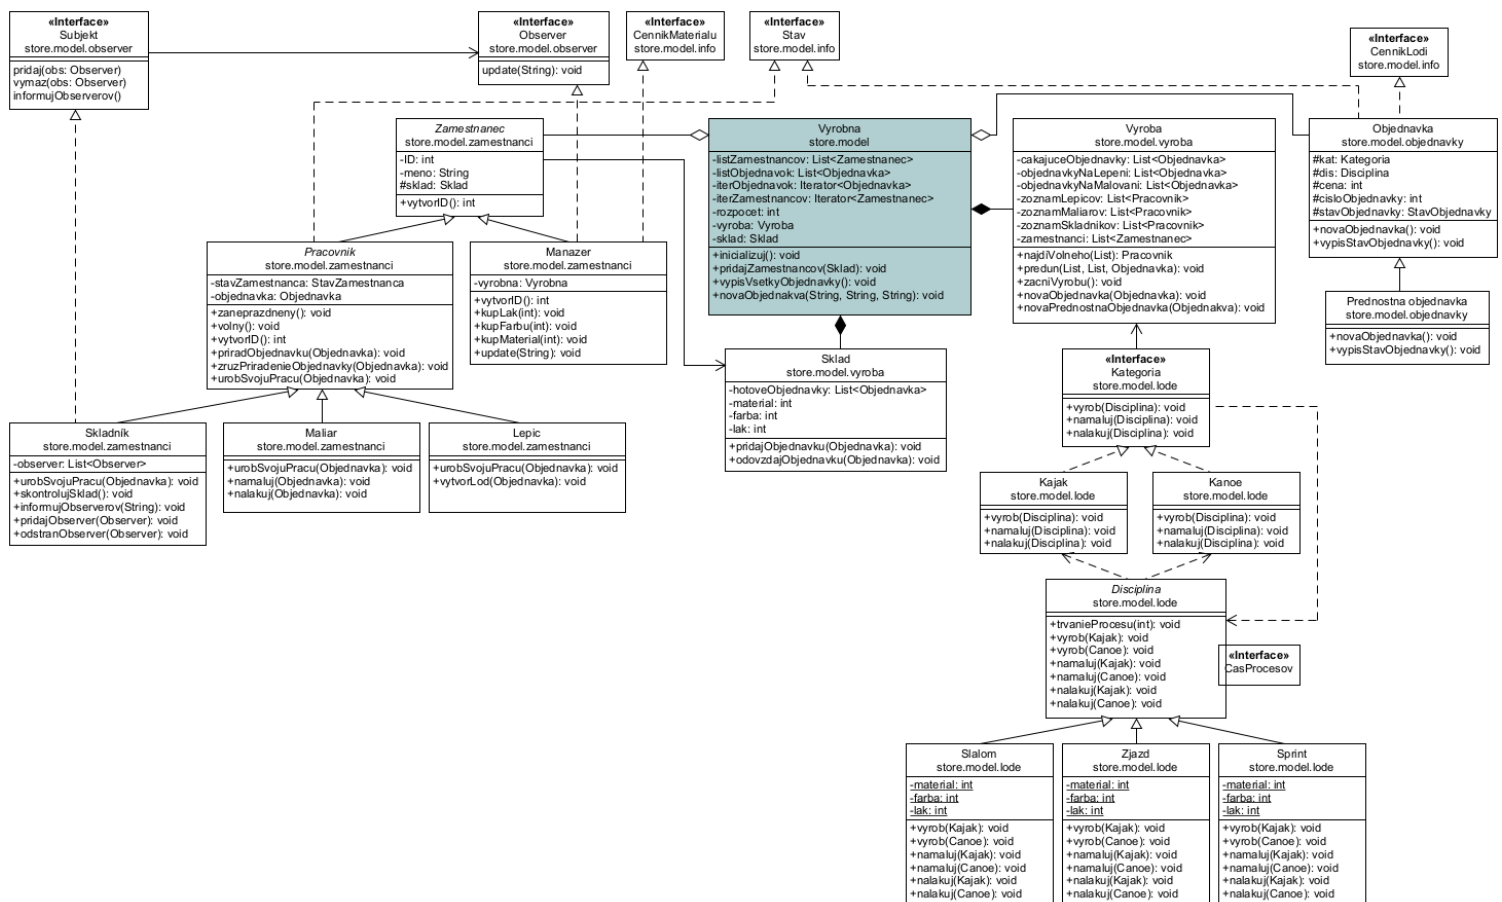 «Interface»
Subjekt
store.model.observer
pridaj(obs: Observer)
vymaz(obs: Observer)
informujObserverov()
«Interface»
Observer
store.model.observer
update(String): void
«Interface»
CennikMaterialu
store.model.info
«Interface»
Stav
store.model.info
«Interface»
CennikLodi
store.model.info
Zamestnanec
store.model.zamestnanci
-ID: int
-meno: String
#sklad: Sklad
+vytvorID(): int
Vyrobna
store.model
-listZamestnancov: List<Zamestnanec>
-listObjednavok: List<Objednavka>
-iterObjednavok: Iterator<Objednavka>
-iterZamestnancov: Iterator<Zamestnanec>
-rozpocet: int
-vyroba: Vyroba
-sklad: Sklad
+inicializuj(): void
+pridajZamestnancov(Sklad): void
+vypisVsetkyObjednavky(): void
+novaObjednakva(String, String, String): void
Vyroba
store.model.vyroba
-cakajuceObjednavky: List<Objednavka>
-objednavkyNaLepeni: List<Objednavka>
-objednavkyNaMalovani: List<Objednavka>
-zoznamLepicov: List<Pracovnik>
-zoznamMaliarov: List<Pracovnik>
-zoznamSkladnikov: List<Pracovnik>
-zamestnanci: List<Zamestnanec>
+najdiVolneho(List): Pracovnik
+predun(List, List, Objednavka): void
+zacniVyrobu(): void
+novaObjednavka(Objednavka): void
+novaPrednostnaObjednavka(Objednakva): void
Objednavka
store.model.objednavky
#kat: Kategoria
#dis: Disciplina
#cena: int
#cisloObjednavky: int
#stavObjednavky: StavObjednavky
+novaObjednavka(): void
+vypisStavObjednavky(): void
Prednostna objednavka
store.model.objednavky
+novaObjednavka(): void
+vypisStavObjednavky(): void
Pracovnik
store.model.zamestnanci
-stavZamestnanca: StavZamestnanca
-objednavka: Objednavka
+zaneprazdneny(): void
+volny(): void
+vytvorID(): int
+priradObjednavku(Objednavka): void
+zruzPriradenieObjednavky(Objednavka): void
+urobSvojuPracu(Objednavka): void
Manazer
store.model.zamestnanci
-vyrobna: Vyrobna
+vytvorID(): int
+kupLak(int): void
+kupFarbu(int): void
+kupMaterial(int): void
+update(String): void
Sklad
store.model.vyroba
-hotoveObjednavky: List<Objednavka>
-material: int
-farba: int
-lak: int
+pridajObjednavku(Objednavka): void
+odovzdajObjednavku(Objednavka): void
«Interface»
Kategoria
store.model.lode
+vyrob(Disciplina): void
+namaluj(Disciplina): void
+nalakuj(Disciplina): void
Skladník
store.model.zamestnanci
-observer: List<Observer>
+urobSvojuPracu(Objednavka): void
+skontrolujSklad(): void
+informujObserverov(String): void
+pridajObserver(Observer): void
+odstranObserver(Observer): void
Maliar
store.model.zamestnanci
+urobSvojuPracu(Objednavka): void
+namaluj(Objednavka): void
+nalakuj(Objednavka): void
Lepic
store.model.zamestnanci
+urobSvojuPracu(Objednavka): void
+vytvorLod(Objednavka): void
Kajak
store.model.lode
+vyrob(Disciplina): void
+namaluj(Disciplina): void
+nalakuj(Disciplina): void
Kanoe
store.model.lode
+vyrob(Disciplina): void
+namaluj(Disciplina): void
+nalakuj(Disciplina): void
Disciplina
store.model.lode
+trvanieProcesu(int): void
+vyrob(Kajak): void
+vyrob(Canoe): void
+namaluj(Kajak): void
+namaluj(Canoe): void
+nalakuj(Kajak): void
+nalakuj(Canoe): void
«Interface»
CasProcesov
Slalom
store.model.lode
-material: int
-farba: int
-lak: int
+vyrob(Kajak): void
+vyrob(Canoe): void
+namaluj(Kajak): void
+namaluj(Canoe): void
+nalakuj(Kajak): void
+nalakuj(Canoe): void
Zjazd
store.model.lode
-material: int
-farba: int
-lak: int
+vyrob(Kajak): void
+vyrob(Canoe): void
+namaluj(Kajak): void
+namaluj(Canoe): void
+nalakuj(Kajak): void
+nalakuj(Canoe): void
Sprint
store.model.lode
-material: int
-farba: int
-lak: int
+vyrob(Kajak): void
+vyrob(Canoe): void
+namaluj(Kajak): void
+namaluj(Canoe): void
+nalakuj(Kajak): void
+nalakuj(Canoe): void